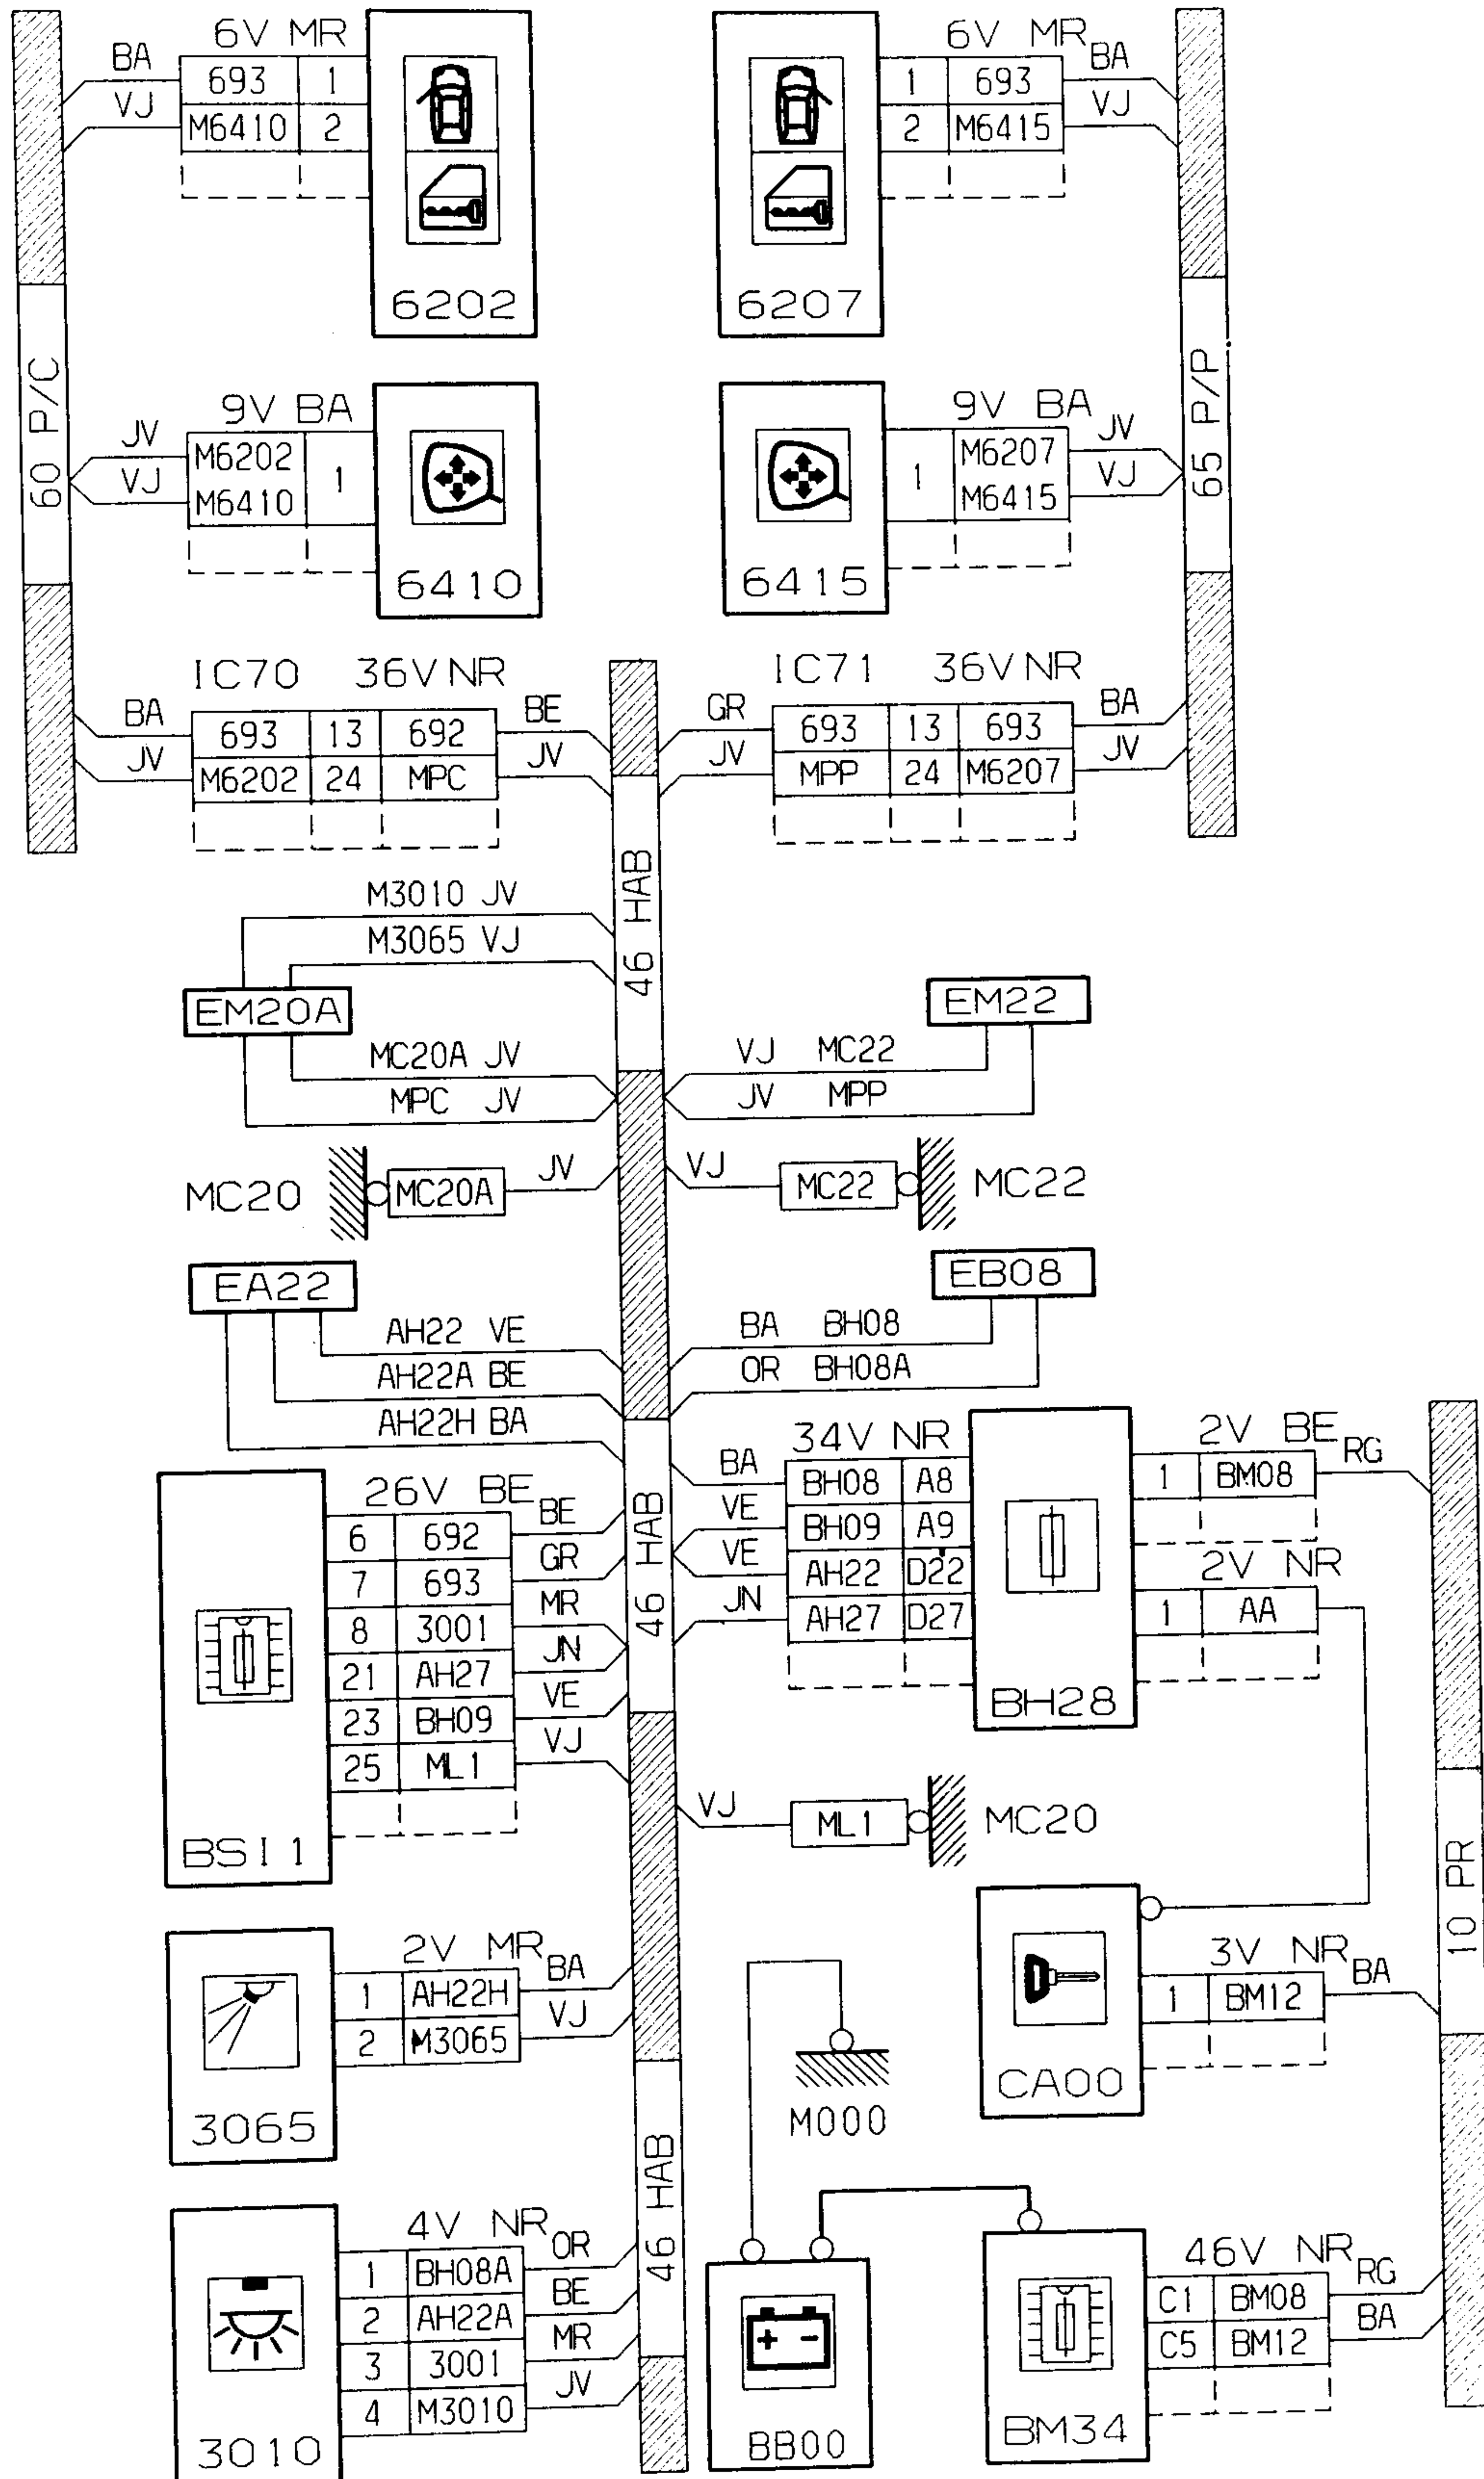 6V MR
BA 693 1
VJ M6410 2
6202
6V MR
1 693 BA
2 M6415 VJ
6207
60 P/C
65 P/P
9V BA
JV M6202 1
VJ M6410
6410
9V BA
1 M6207 JV
M6415 VJ
6415
IC70 36V NR
BA 693 13 692 BE
JV M6202 24 MPC JV
IC71 36V NR
GR 693 13 693 BA
JV MPP 24 M6207 JV
46 HAB
M3010 JV
M3065 VJ
EM20A
MC20A JV
MPC JV
EM22
VJ MC22
JV MPP
MC20 MC20A JV
VJ MC22 MC22
EA22
AH22 VE
AH22A BE
AH22H BA
EB08
BA BH08
OR BH08A
46 HAB
26V BE
6 692 BE
7 693 GR
8 3001 MR
21 AH27 JN
23 BH09 VE
25 ML1 VJ
BSI1
34V NR
BA BH08 A8
VE BH09 A9
VE AH22 D22
JN AH27 D27
BH28
2V BE
1 BM08 RG
2V NR
1 AA
VJ ML1 MC20
10 PR
2V MR
1 AH22H BA
2 M3065 VJ
3065
M000
3V NR
1 BM12 BA
CA00
46 HAB
4V NR
1 BH08A OR
2 AH22A BE
3 3001 MR
4 M3010 JV
3010
+ -
BB00
46V NR
C1 BM08 RG
C5 BM12 BA
BM34